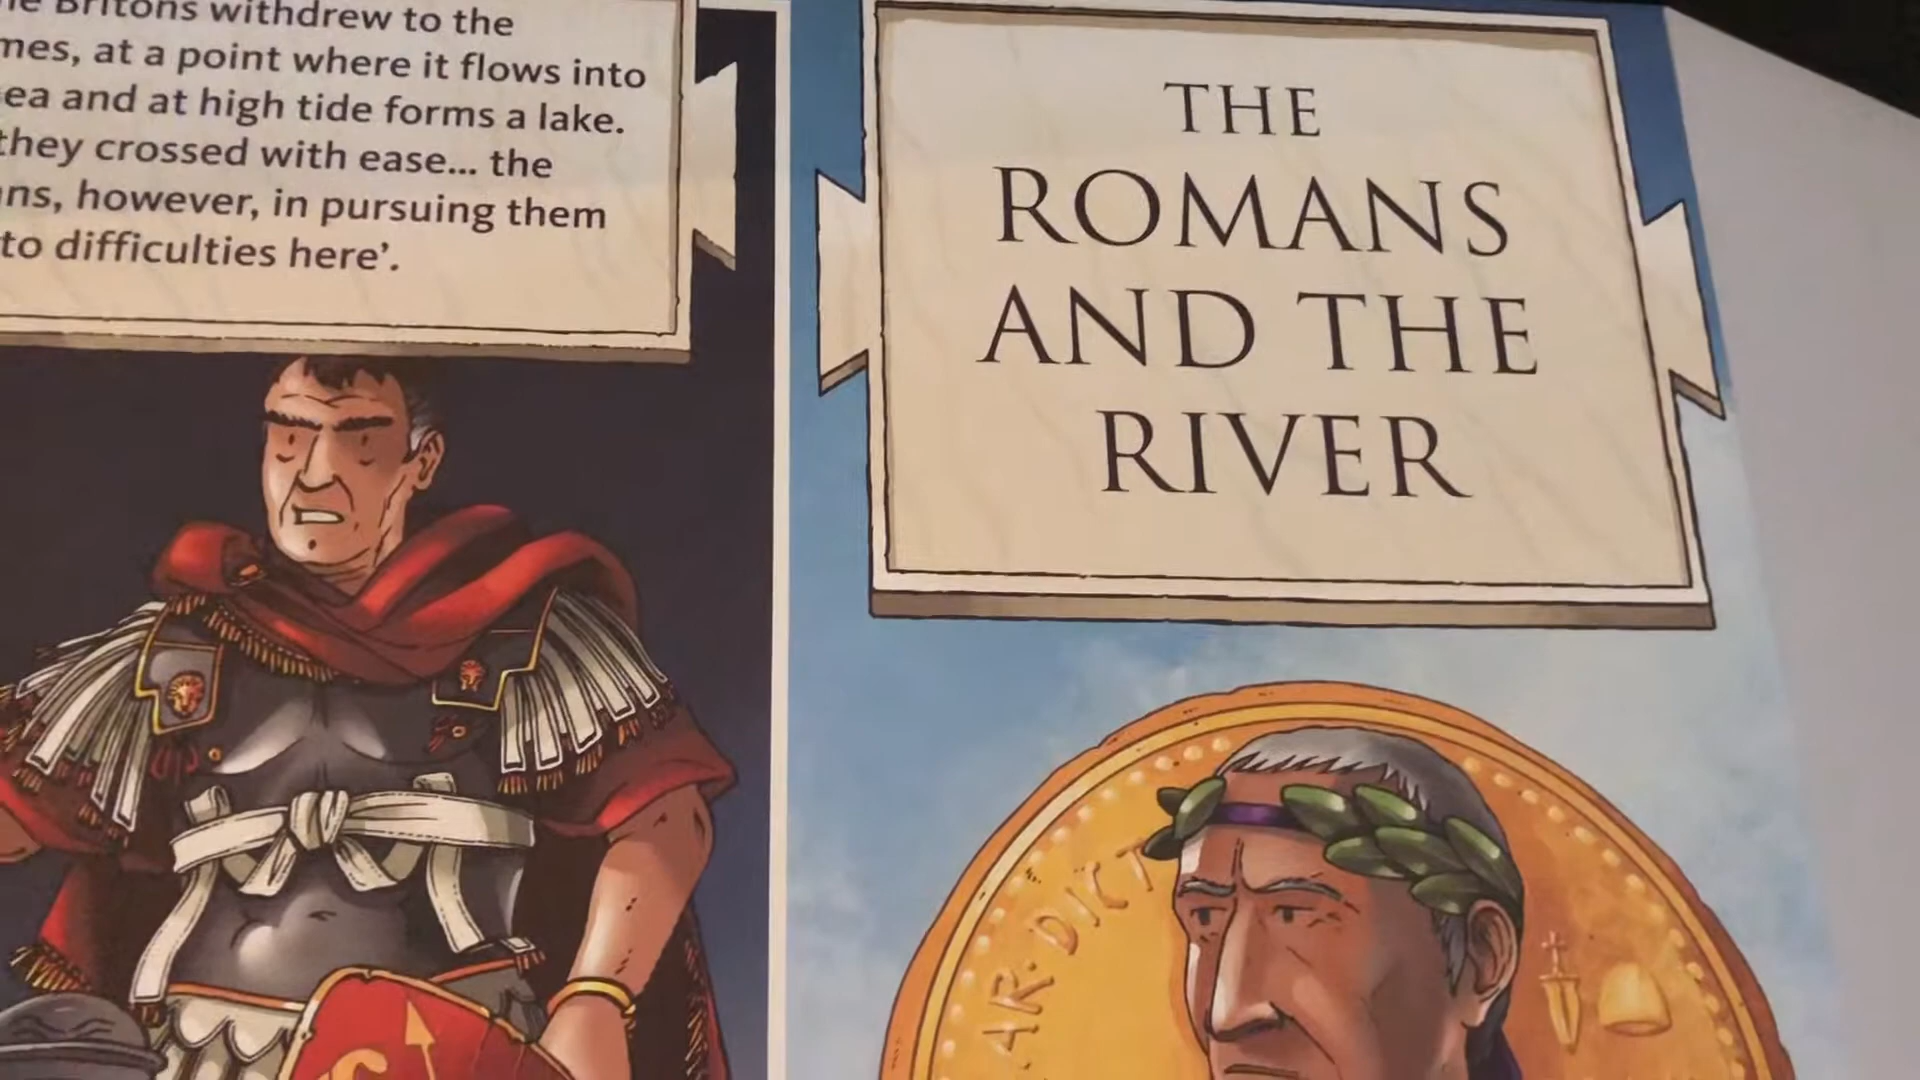 Britons withdrew to the
mes, at a point where it flows into
ea and at high tide forms a lake.
they crossed with ease... the
ns, however, in pursuing them
to difficulties here’.
THE
ROMANS
AND THE
RIVER
AR·DICT